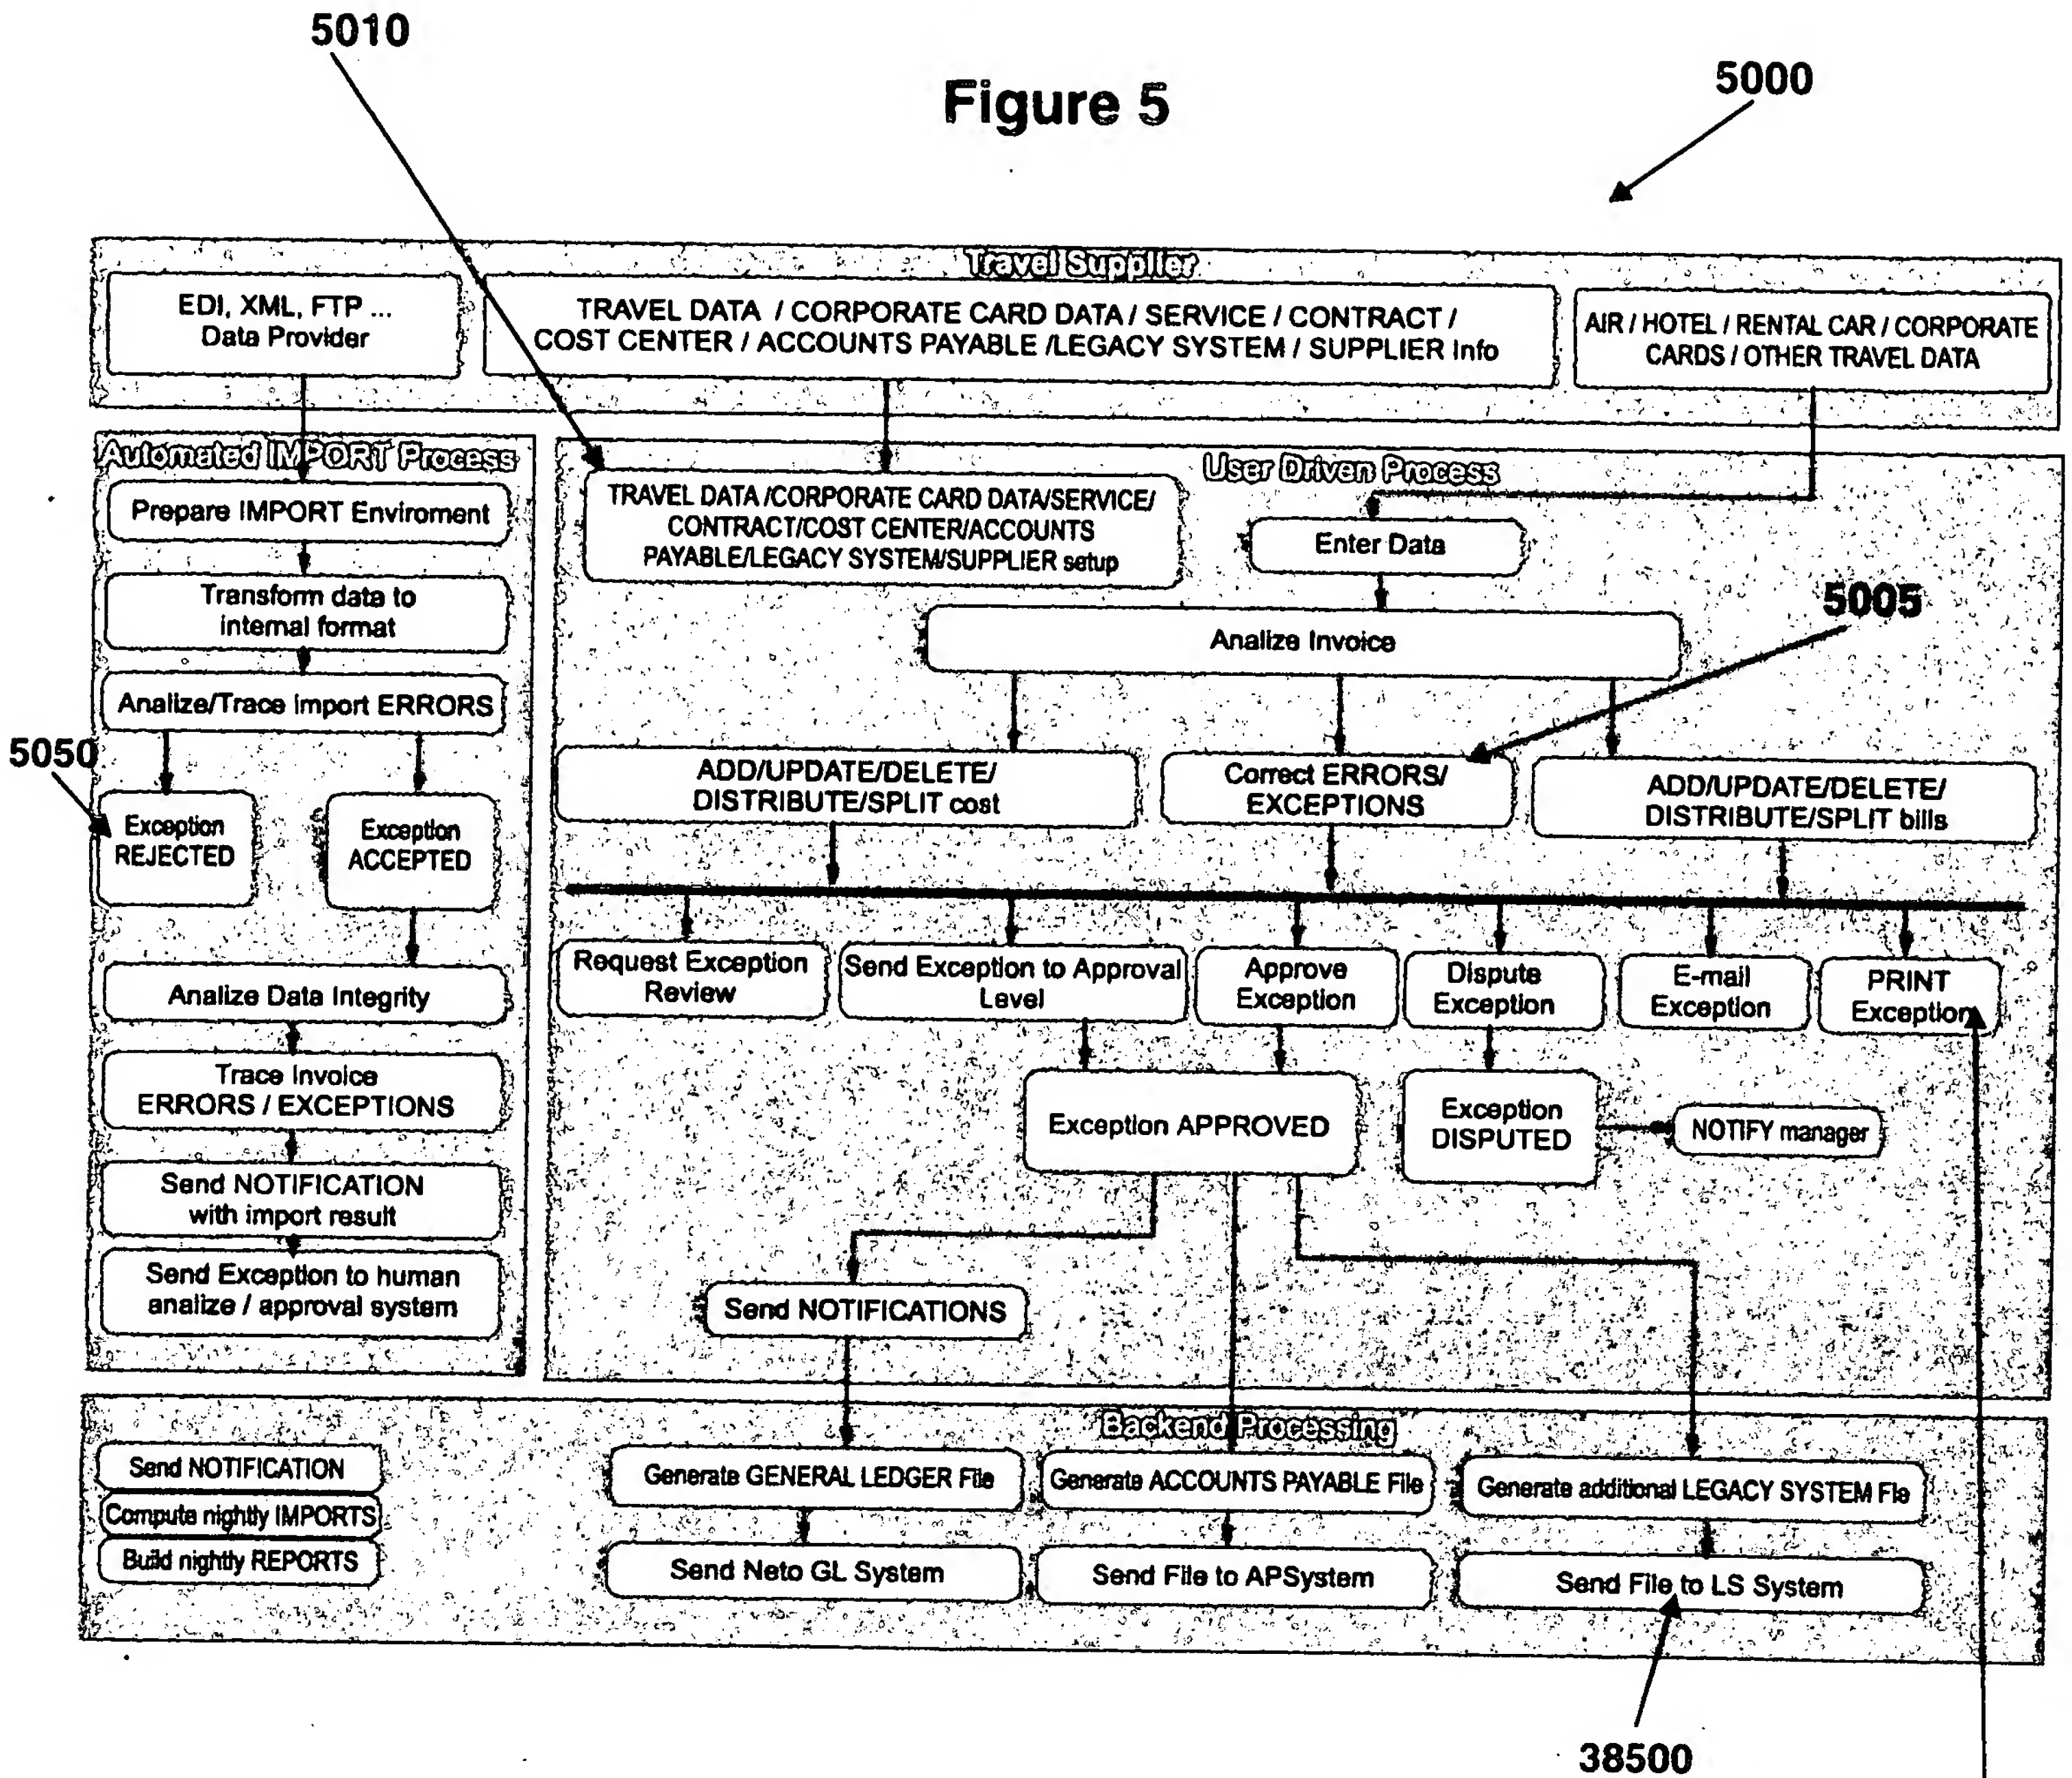 5010
Figure 5
5000
Travel Supplier
EDI, XML, FTP ...
Data Provider
TRAVEL DATA / CORPORATE CARD DATA / SERVICE / CONTRACT /
COST CENTER / ACCOUNTS PAYABLE /LEGACY SYSTEM / SUPPLIER Info
AIR / HOTEL / RENTAL CAR / CORPORATE
CARDS / OTHER TRAVEL DATA
Automated IMPORT Process
Prepare IMPORT Enviroment
Transform data to
internal format
Analize/Trace Import ERRORS
5050
Exception
REJECTED
Exception
ACCEPTED
Analize Data Integrity
Trace Invoice
ERRORS / EXCEPTIONS
Send NOTIFICATION
with import result
Send Exception to human
analize / approval system
User Driven Process
TRAVEL DATA /CORPORATE CARD DATA/SERVICE/
CONTRACT/COST CENTER/ACCOUNTS
PAYABLE/LEGACY SYSTEM/SUPPLIER setup
Enter Data
5005
Analize Invoice
ADD/UPDATE/DELETE/
DISTRIBUTE/SPLIT cost
Correct ERRORS/
EXCEPTIONS
ADD/UPDATE/DELETE/
DISTRIBUTE/SPLIT bills
Request Exception
Review
Send Exception to Approval
Level
Approve
Exception
Dispute
Exception
E-mail
Exception
PRINT
Exception
Exception APPROVED
Exception
DISPUTED
NOTIFY manager
Send NOTIFICATIONS
Backend Processing
Send NOTIFICATION
Compute nightly IMPORTS
Build nightly REPORTS
Generate GENERAL LEDGER File
Generate ACCOUNTS PAYABLE File
Generate additional LEGACY SYSTEM Fle
Send Neto GL System
Send File to APSystem
Send File to LS System
38500